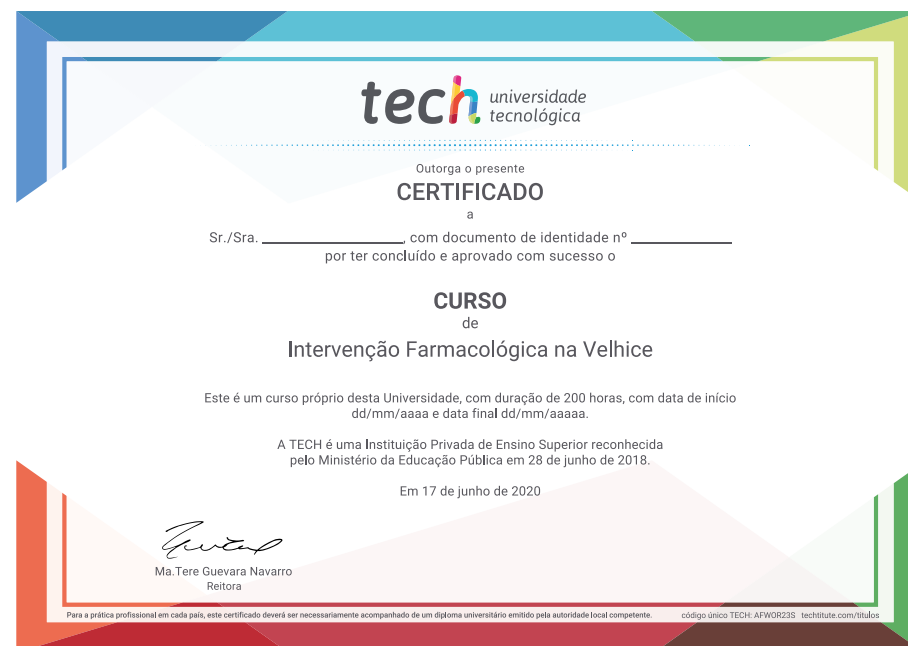 tech universidade
tecnológica
Outorga o presente
CERTIFICADO
a
Sr./Sra. ____________________, com documento de identidade nº ______________
por ter concluído e aprovado com sucesso o
CURSO
de
Intervenção Farmacológica na Velhice
Este é um curso próprio desta Universidade, com duração de 200 horas, com data de início
dd/mm/aaaa e data final dd/mm/aaaaa.
A TECH é uma Instituição Privada de Ensino Superior reconhecida
pelo Ministério da Educação Pública em 28 de junho de 2018.
Em 17 de junho de 2020
Ma.Tere Guevara Navarro
Reitora
Para a prática profissional em cada país, este certificado deverá ser necessariamente acompanhado de um diploma universitário emitido pela autoridade local competente. código único TECH: AFWOR23S techtitute.com/títulos